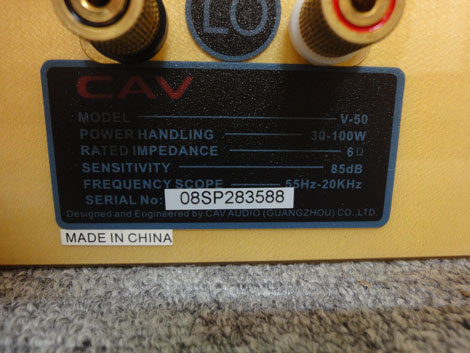 LO
CAV
MODEL V-50
POWER HANDLING 30-100W
RATED IMPEDANCE 6Ω
SENSITIVITY 85dB
FREQUENCY SCOPE 55Hz-20KHz
SERIAL No: 08SP283588
Designed and Engineered by CAV AUDIO (GUANGZHOU) CO.,LTD.
MADE IN CHINA